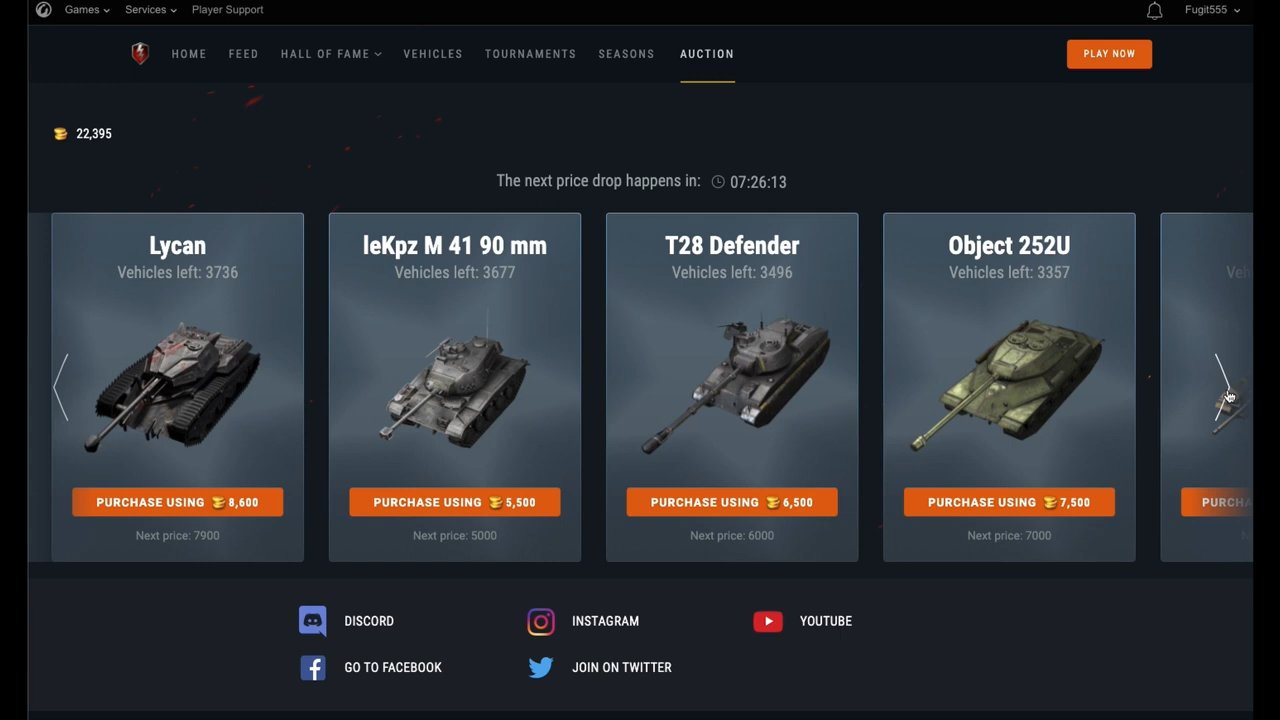 Games Services Player Support Fugit555
HOME FEED HALL OF FAME VEHICLES TOURNAMENTS SEASONS AUCTION PLAY NOW
22,395
The next price drop happens in: 07:26:13
Lycan
Vehicles left: 3736
PURCHASE USING 8,600
Next price: 7900
leKpz M 41 90 mm
Vehicles left: 3677
PURCHASE USING 5,500
Next price: 5000
T28 Defender
Vehicles left: 3496
PURCHASE USING 6,500
Next price: 6000
Object 252U
Vehicles left: 3357
PURCHASE USING 7,500
Next price: 7000
DISCORD INSTAGRAM YOUTUBE
GO TO FACEBOOK JOIN ON TWITTER